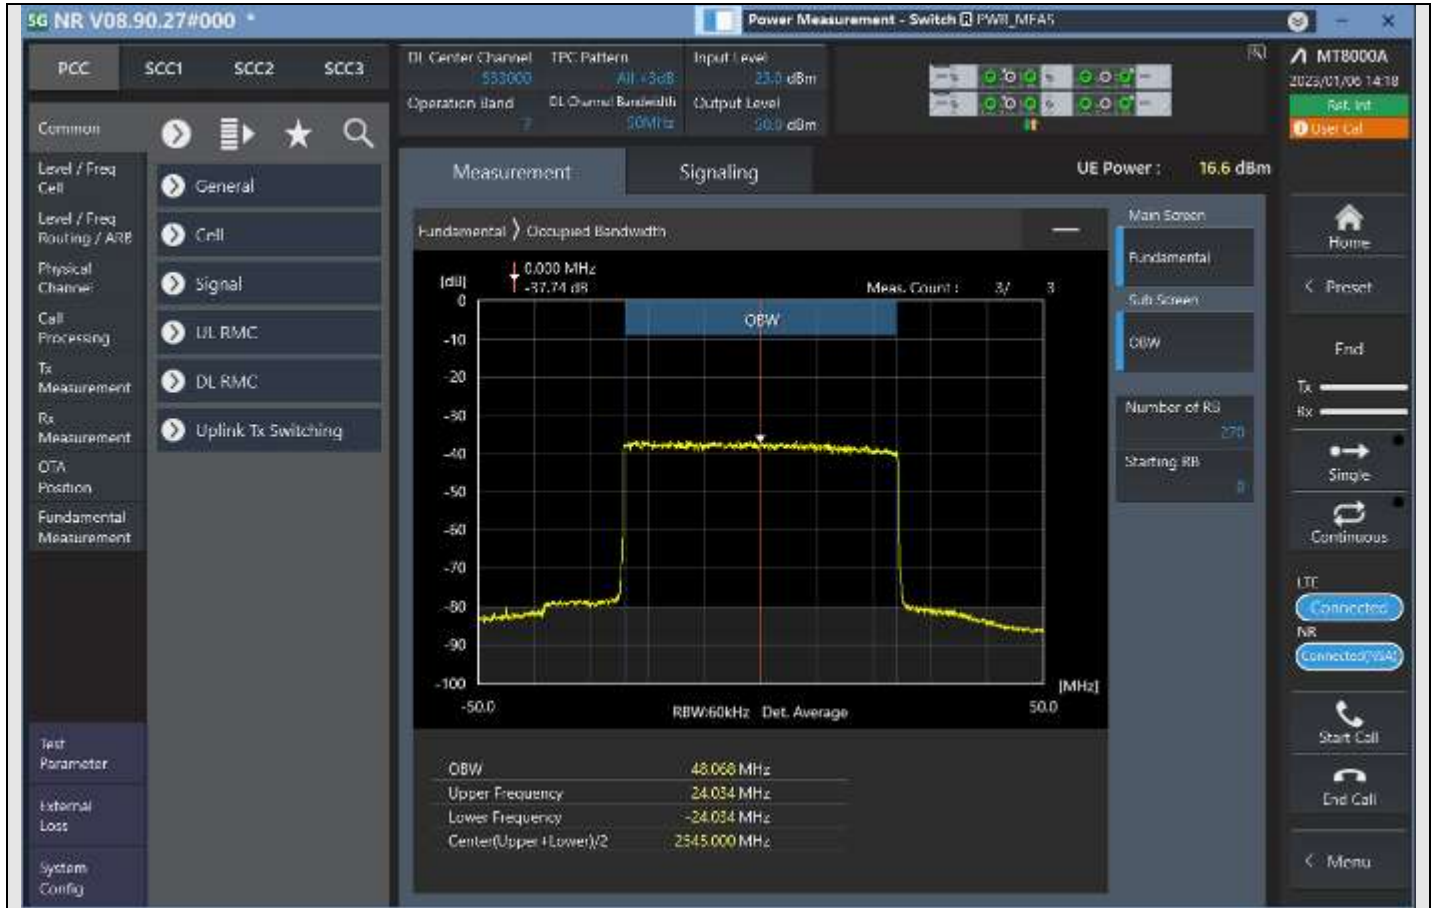 5G NR V08.90.27#000 *
Power Measurement - Switch R PWR_MEAS
PCC SCC1 SCC2 SCC3
DL Center Channel TPC Pattern Input Level
533000 All +3dB 23.0 dBm
Operation Band DL Channel Bandwidth Output Level
7 50MHz 50.0 dBm
MT8000A
2023/01/06 14:18
Ref. Int
User Cal
Common
Level / Freq
Cell
Level / Freq
Routing / ARB
Physical
Channel
Call
Processing
Tx
Measurement
Rx
Measurement
OTA
Position
Fundamental
Measurement
Test
Parameter
External
Loss
System
Config
General
Cell
Signal
UL RMC
DL RMC
Uplink Tx Switching
Measurement Signaling
UE Power : 16.6 dBm
Fundamental > Occupied Bandwidth
[dB]
0.000 MHz
-37.74 dB
Meas. Count : 3/ 3
OBW
0
-10
-20
-30
-40
-50
-60
-70
-80
-90
-100
[MHz]
-50.0 RBW:60kHz Det. Average 50.0
OBW 48.068 MHz
Upper Frequency 24.034 MHz
Lower Frequency -24.034 MHz
Center(Upper+Lower)/2 2545.000 MHz
Main Screen
Fundamental
Sub Screen
OBW
Number of RB
270
Starting RB
0
Home
< Preset
End
Tx
Rx
Single
Continuous
LTE
Connected
NR
Connected(NSA)
Start Call
End Call
< Menu